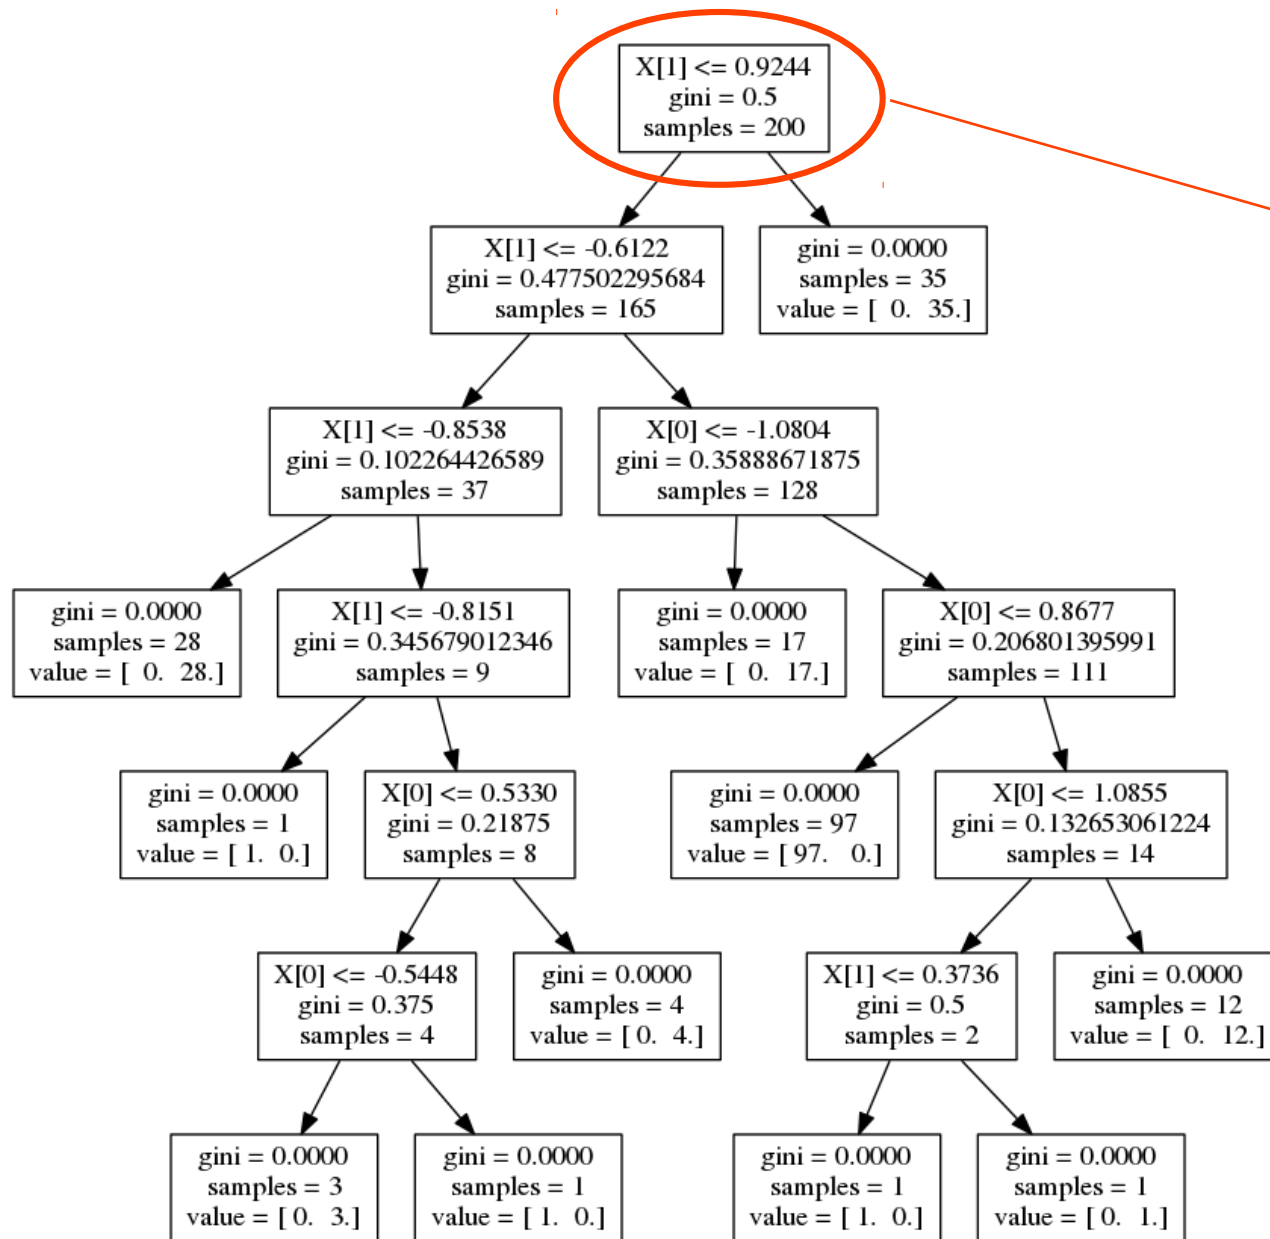 X[1] <= 0.9244
gini = 0.5
samples = 200
X[1] <= -0.6122
gini = 0.477502295684
samples = 165
gini = 0.0000
samples = 35
value = [ 0. 35.]
X[1] <= -0.8538
gini = 0.102264426589
samples = 37
X[0] <= -1.0804
gini = 0.35888671875
samples = 128
gini = 0.0000
samples = 28
value = [ 0. 28.]
X[1] <= -0.8151
gini = 0.345679012346
samples = 9
gini = 0.0000
samples = 17
value = [ 0. 17.]
X[0] <= 0.8677
gini = 0.206801395991
samples = 111
gini = 0.0000
samples = 1
value = [ 1. 0.]
X[0] <= 0.5330
gini = 0.21875
samples = 8
gini = 0.0000
samples = 97
value = [ 97. 0.]
X[0] <= 1.0855
gini = 0.132653061224
samples = 14
X[0] <= -0.5448
gini = 0.375
samples = 4
gini = 0.0000
samples = 4
value = [ 0. 4.]
X[1] <= 0.3736
gini = 0.5
samples = 2
gini = 0.0000
samples = 12
value = [ 0. 12.]
gini = 0.0000
samples = 3
value = [ 0. 3.]
gini = 0.0000
samples = 1
value = [ 1. 0.]
gini = 0.0000
samples = 1
value = [ 1. 0.]
gini = 0.0000
samples = 1
value = [ 0. 1.]